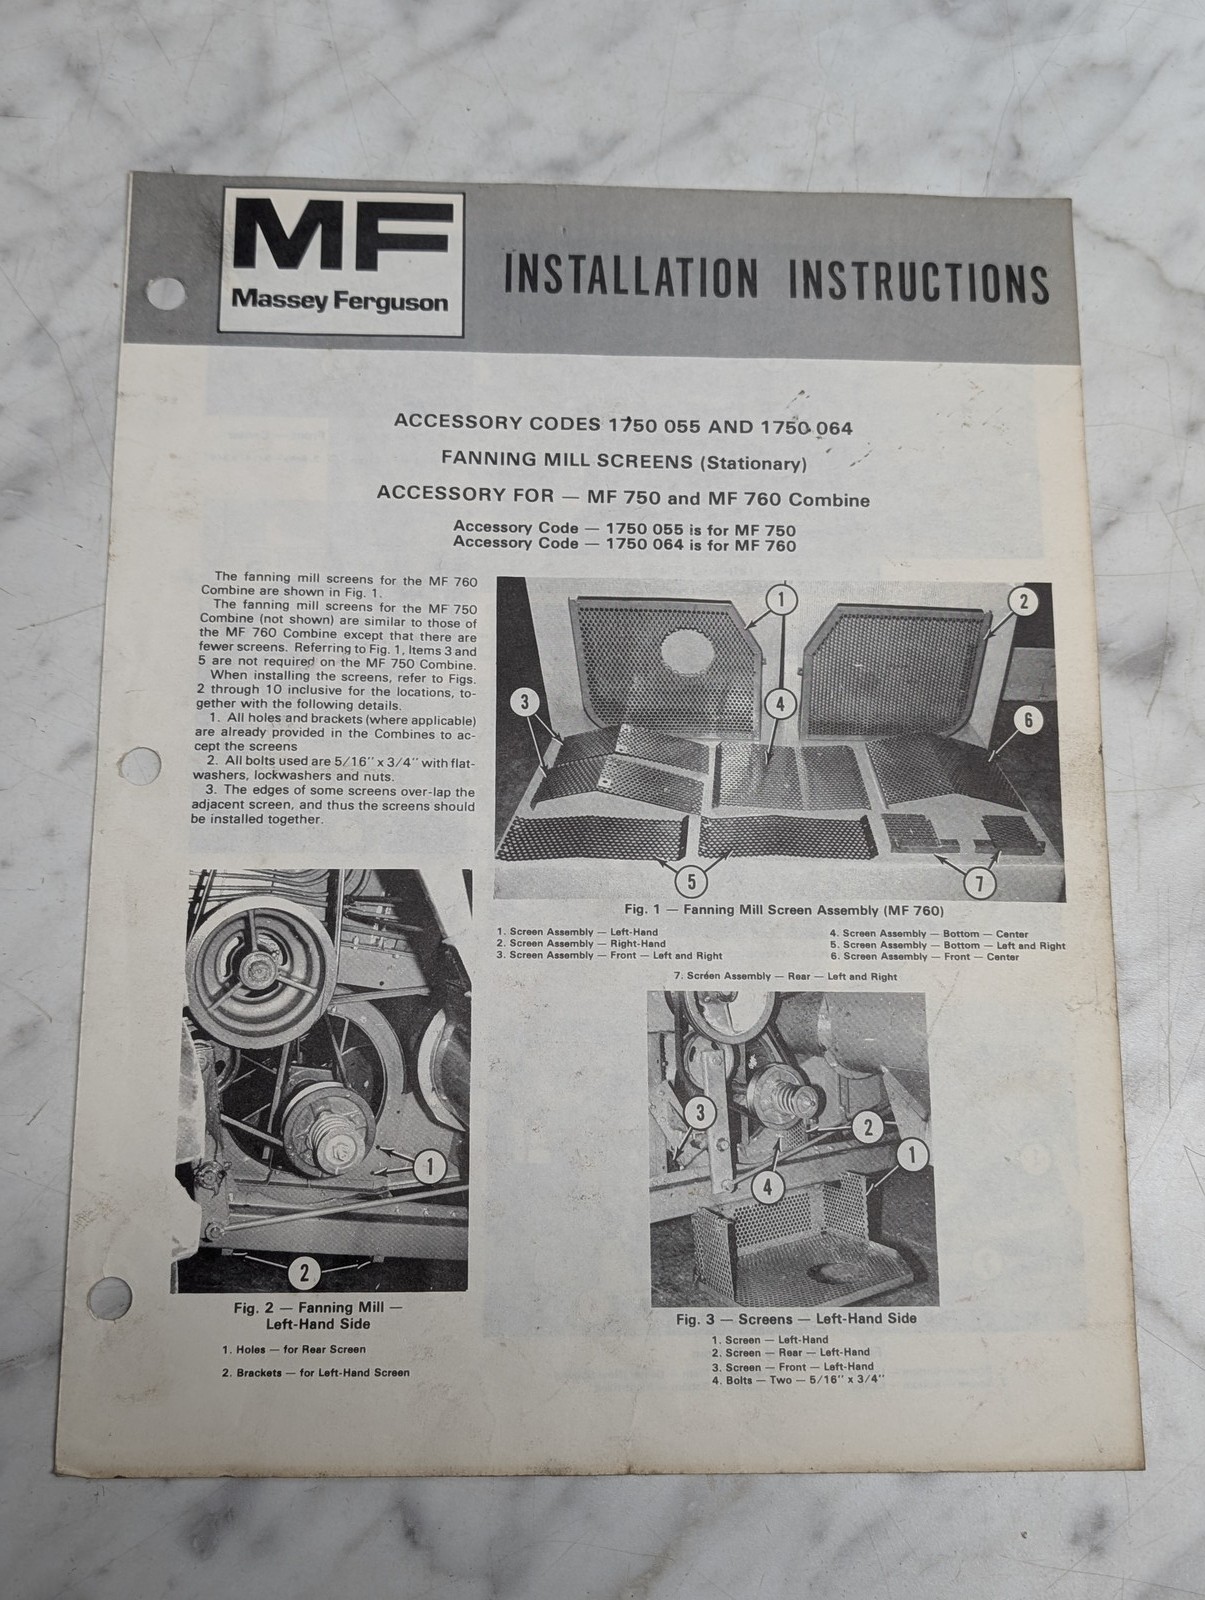 MF
Massey Ferguson
INSTALLATION INSTRUCTIONS
ACCESSORY CODES 1750 055 AND 1750 064
FANNING MILL SCREENS (Stationary)
ACCESSORY FOR — MF 750 and MF 760 Combine
Accessory Code — 1750 055 is for MF 750
Accessory Code — 1750 064 is for MF 760
The fanning mill screens for the MF 760
Combine are shown in Fig. 1.
The fanning mill screens for the MF 750
Combine (not shown) are similar to those of
the MF 760 Combine except that there are
fewer screens. Referring to Fig. 1, Items 3 and
5 are not required on the MF 750 Combine.
When installing the screens, refer to Figs.
2 through 10 inclusive for the locations, to-
gether with the following details.
1. All holes and brackets (where applicable)
are already provided in the Combines to ac-
cept the screens
2. All bolts used are 5/16" x 3/4" with flat-
washers, lockwashers and nuts.
3. The edges of some screens over-lap the
adjacent screen, and thus the screens should
be installed together.
1
2
3
4
6
5
7
Fig. 1 — Fanning Mill Screen Assembly (MF 760)
1. Screen Assembly — Left-Hand
2. Screen Assembly — Right-Hand
3. Screen Assembly — Front — Left and Right
4. Screen Assembly — Bottom — Center
5. Screen Assembly — Bottom — Left and Right
6. Screen Assembly — Front — Center
7. Screen Assembly — Rear — Left and Right
1
2
Fig. 2 — Fanning Mill —
Left-Hand Side
1. Holes — for Rear Screen
2. Brackets — for Left-Hand Screen
3
2
1
4
Fig. 3 — Screens — Left-Hand Side
1. Screen — Left-Hand
2. Screen — Rear — Left-Hand
3. Screen — Front — Left-Hand
4. Bolts — Two — 5/16" x 3/4"